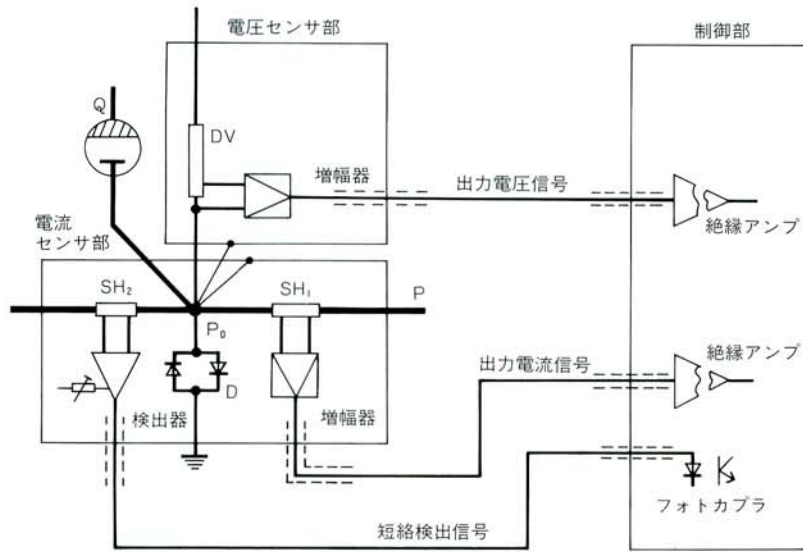 電圧センサ部
制御部
Q
DV
増幅器
出力電圧信号
絶縁アンプ
電流
センサ部
SH₂
SH₁
P
P₀
出力電流信号
絶縁アンプ
D
検出器
増幅器
フォトカプラ
短絡検出信号